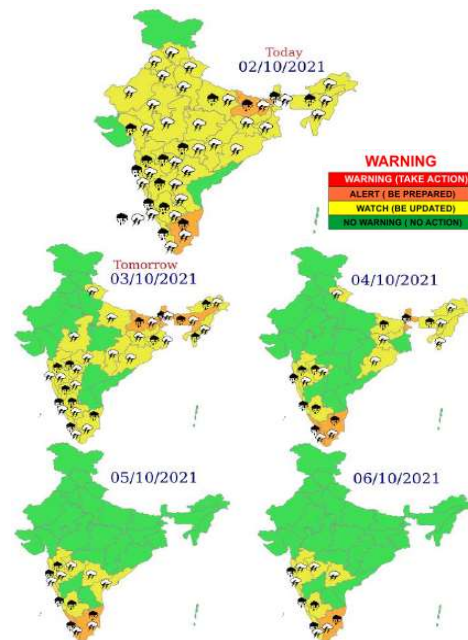 Today
02/10/2021
WARNING
WARNING (TAKE ACTION)
ALERT ( BE PREPARED)
WATCH (BE UPDATED)
NO WARNING ( NO ACTION)
Tomorrow
03/10/2021
04/10/2021
05/10/2021
06/10/2021